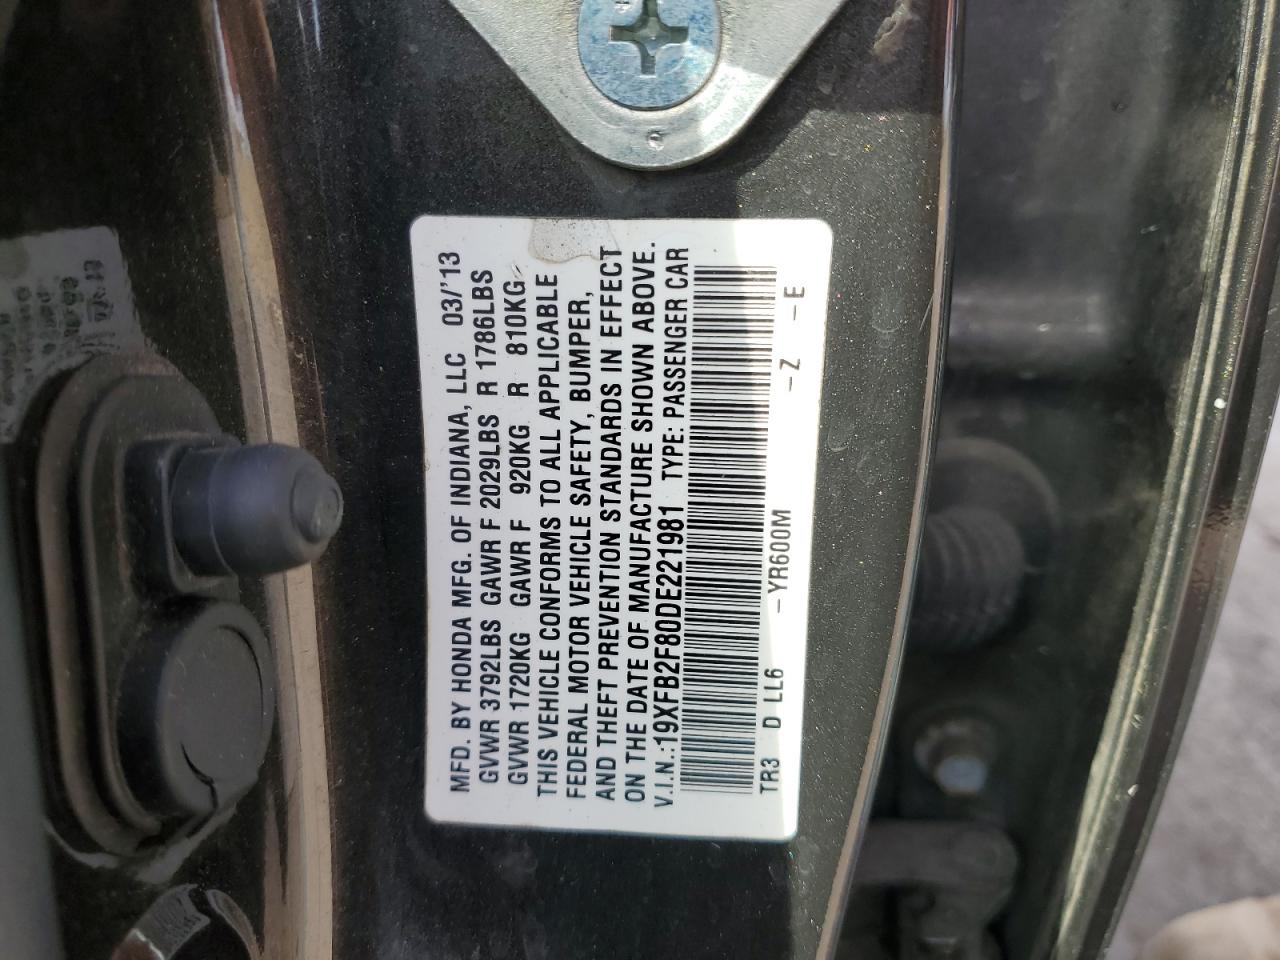 MFD. BY HONDA MFG. OF INDIANA, LLC 03/'13
GVWR 3792LBS GAWR F 2029LBS R 1786LBS
GVWR 1720KG GAWR F 920KG R 810KG
THIS VEHICLE CONFORMS TO ALL APPLICABLE
FEDERAL MOTOR VEHICLE SAFETY, BUMPER,
AND THEFT PREVENTION STANDARDS IN EFFECT
ON THE DATE OF MANUFACTURE SHOWN ABOVE.
V.I.N.:19XFB2F80DE221981 TYPE: PASSENGER CAR
TR3 D LL6 -YR600M -Z -E